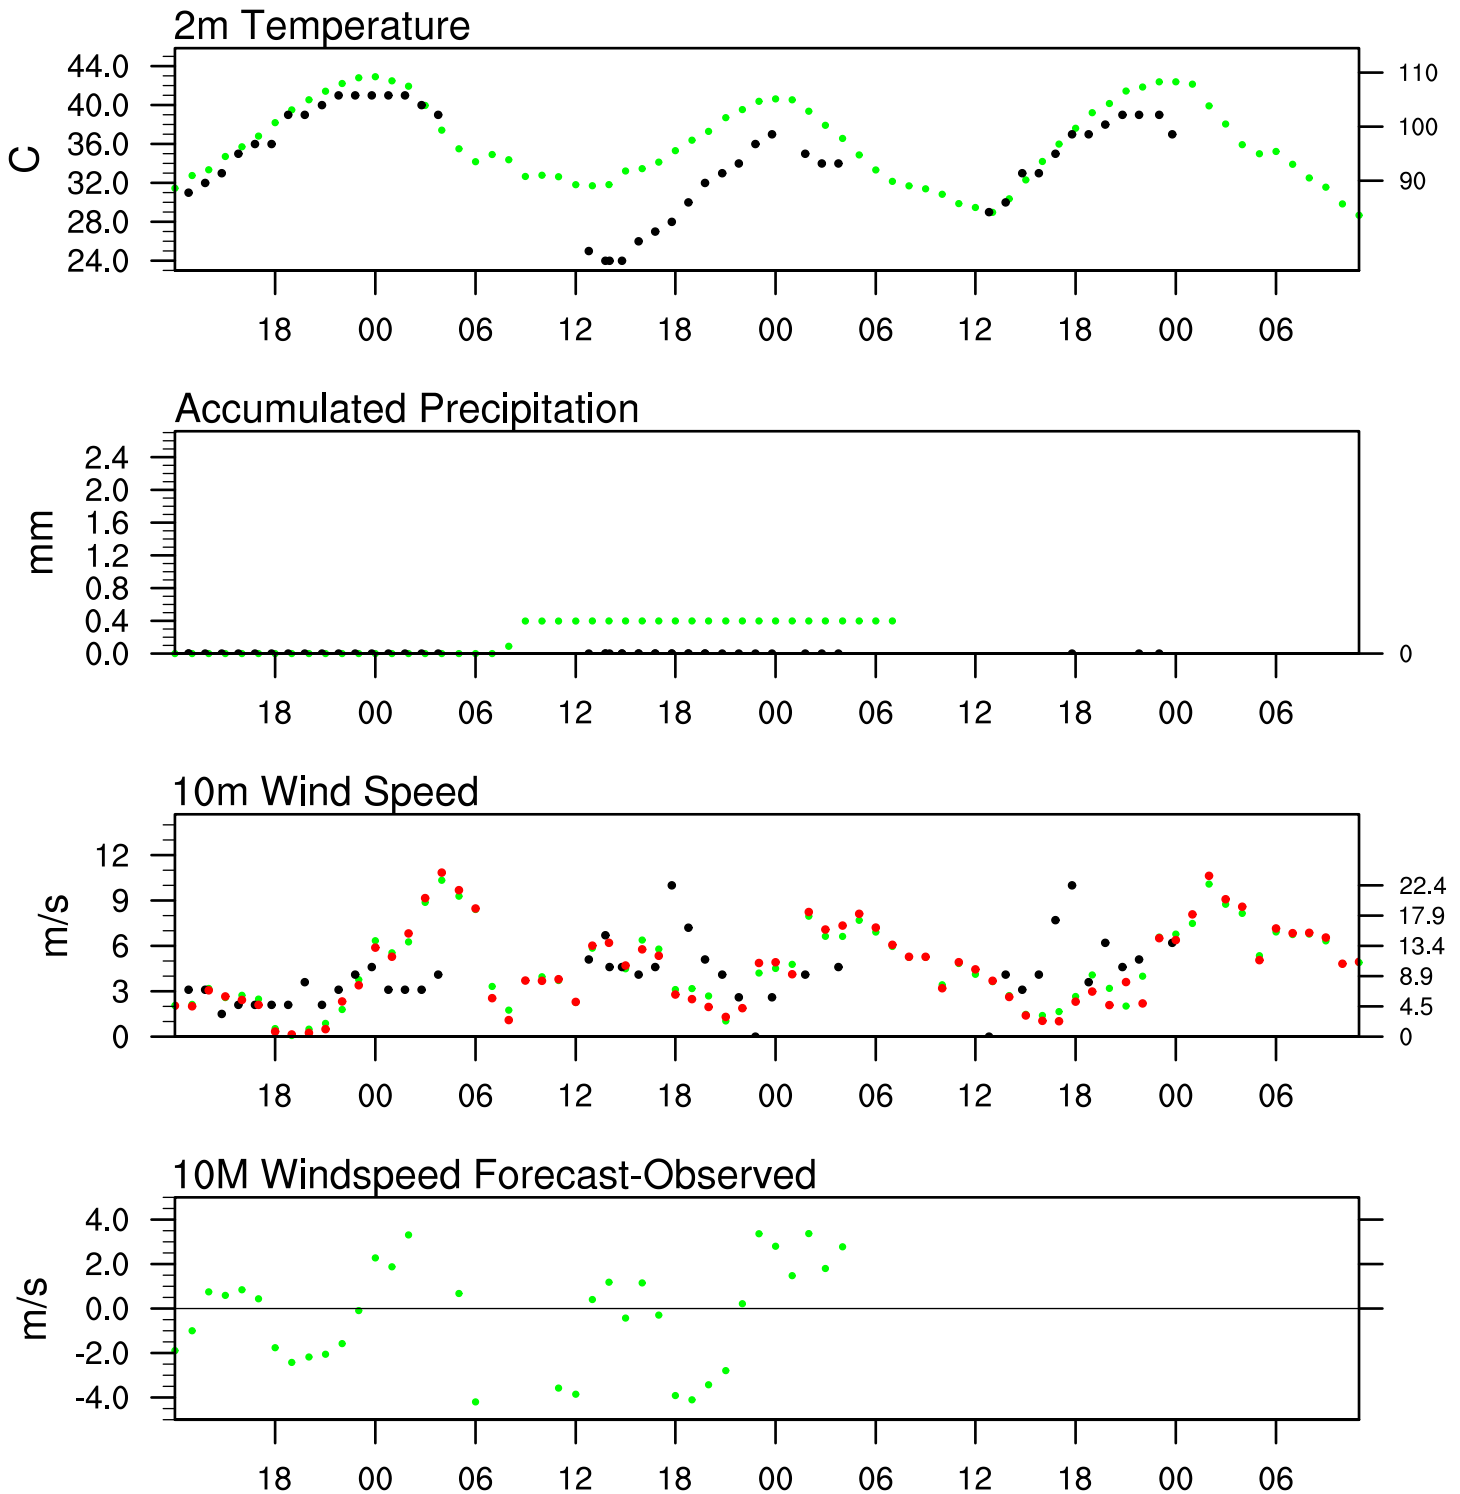 2m Temperature
44.0
40.0
36.0
32.0
28.0
24.0
C
110
100
90
18 00 06 12 18 00 06 12 18 00 06
Accumulated Precipitation
2.4
2.0
1.6
1.2
0.8
0.4
0.0
mm
0
18 00 06 12 18 00 06 12 18 00 06
10m Wind Speed
12
9
6
3
0
m/s
22.4
17.9
13.4
8.9
4.5
0
18 00 06 12 18 00 06 12 18 00 06
10M Windspeed Forecast-Observed
4.0
2.0
0.0
-2.0
-4.0
m/s
18 00 06 12 18 00 06 12 18 00 06